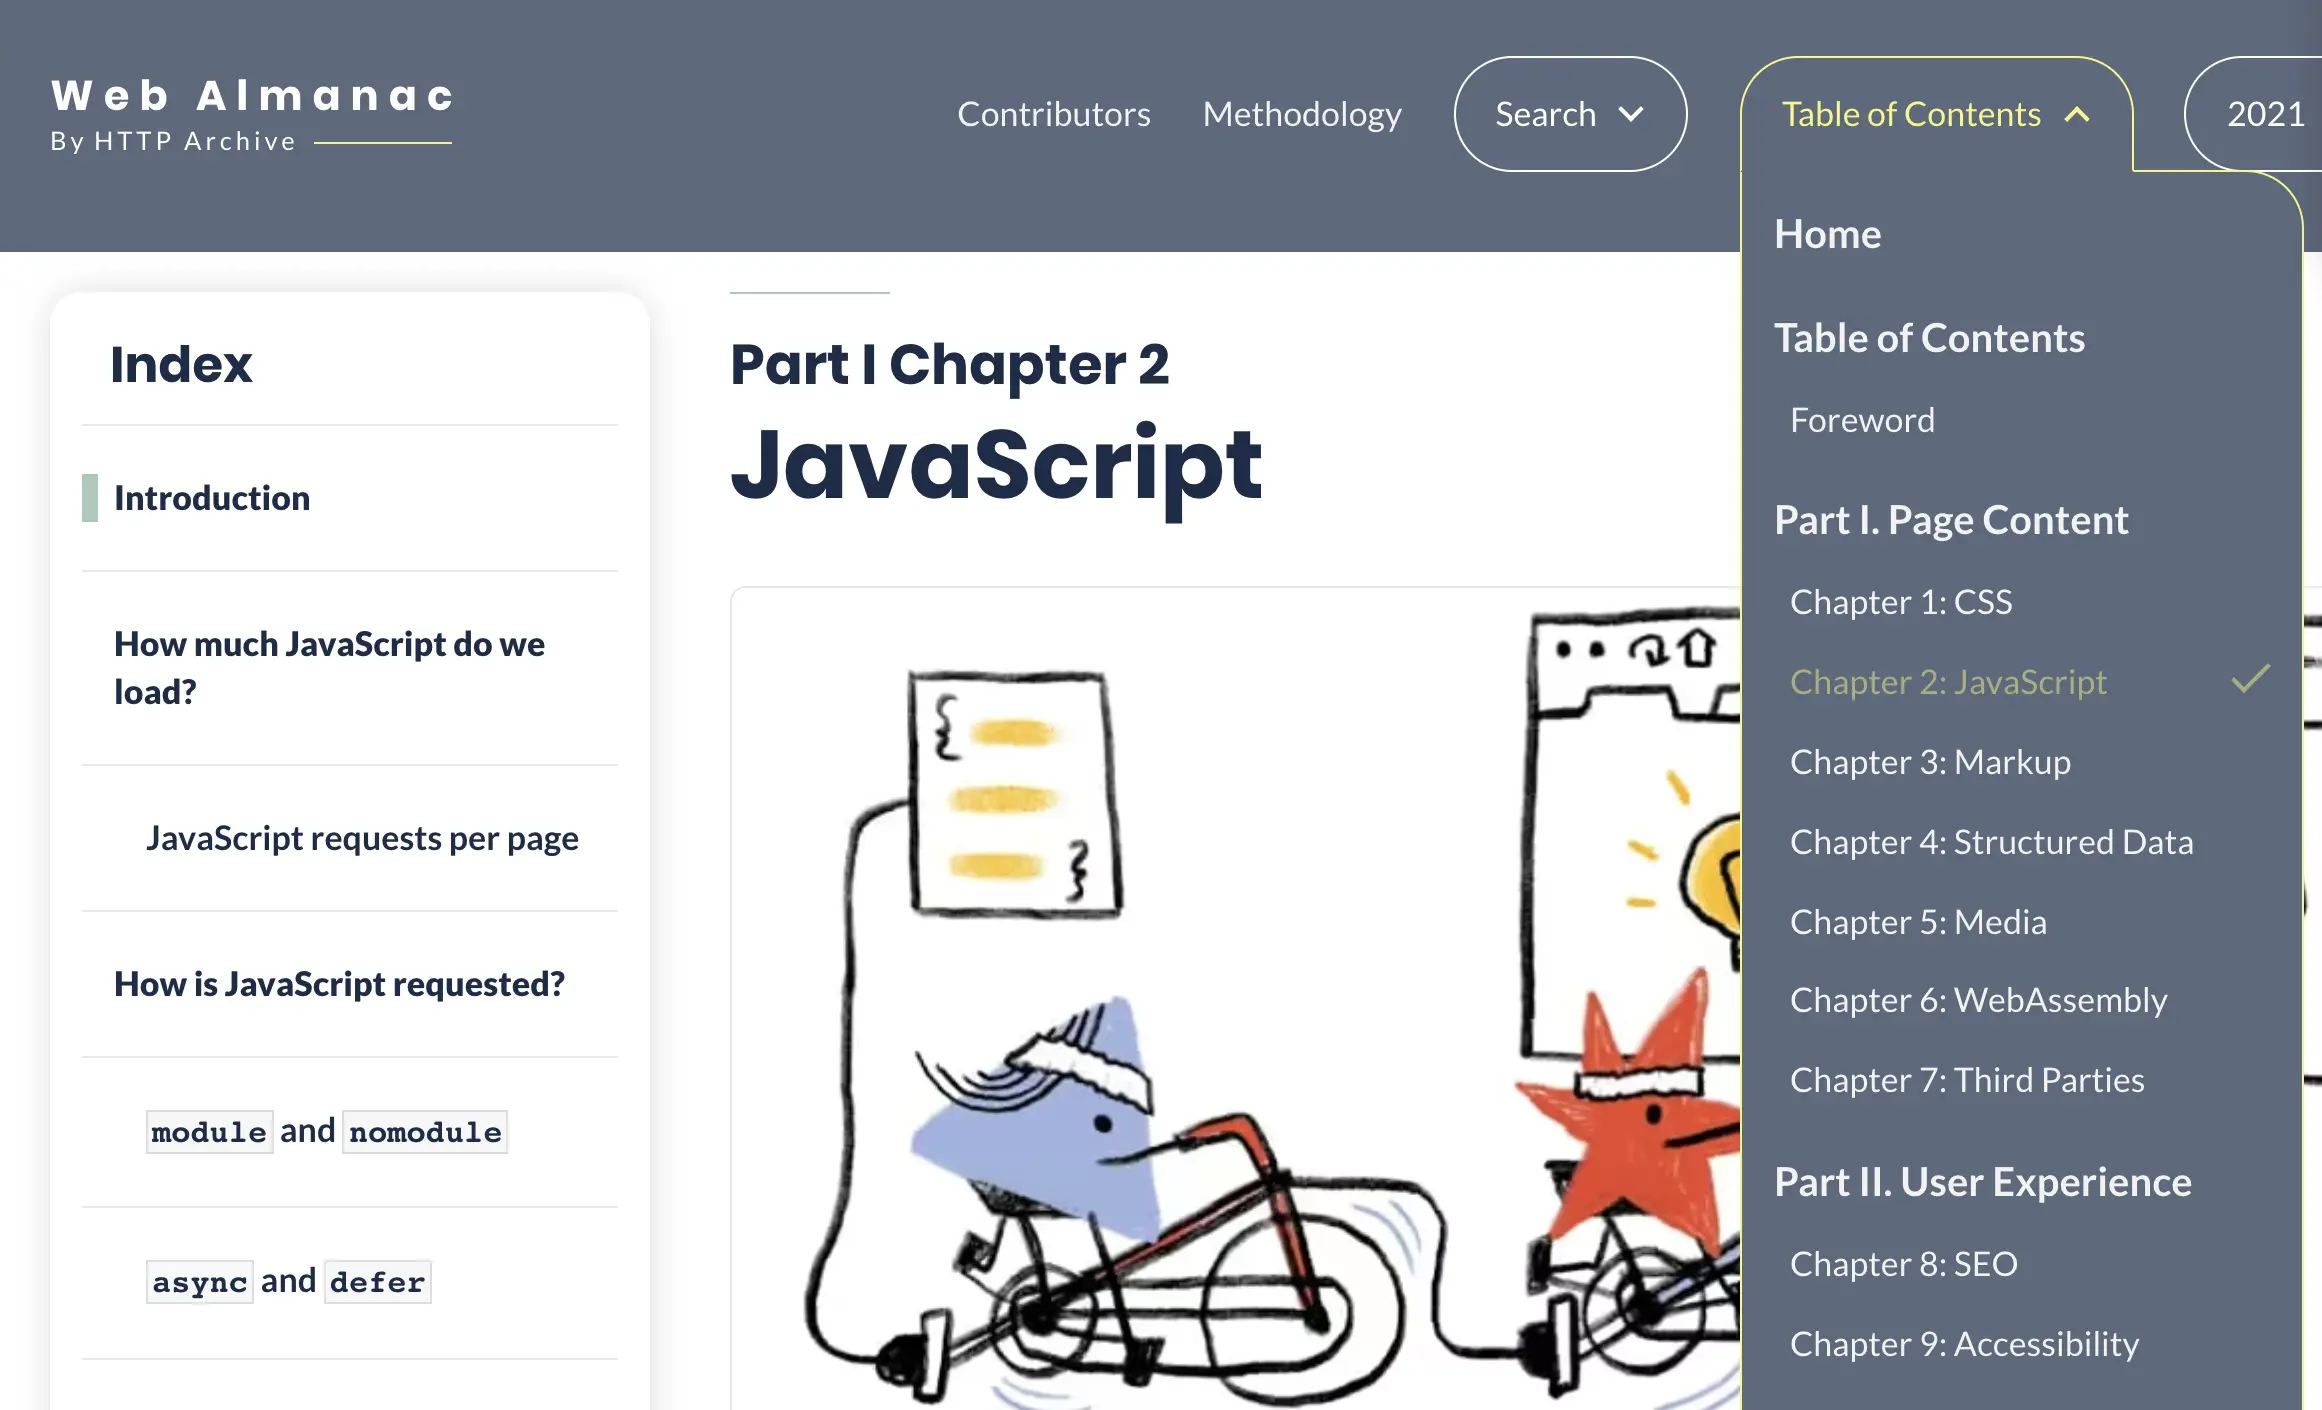 Web Almanac
By HTTP Archive
Contributors
Methodology
Search
Table of Contents
2021
Index
Introduction
How much JavaScript do we
load?
JavaScript requests per page
How is JavaScript requested?
module and nomodule
async and defer
Part I Chapter 2
JavaScript
{
}
Home
Table of Contents
Foreword
Part I. Page Content
Chapter 1: CSS
Chapter 2: JavaScript
Chapter 3: Markup
Chapter 4: Structured Data
Chapter 5: Media
Chapter 6: WebAssembly
Chapter 7: Third Parties
Part II. User Experience
Chapter 8: SEO
Chapter 9: Accessibility